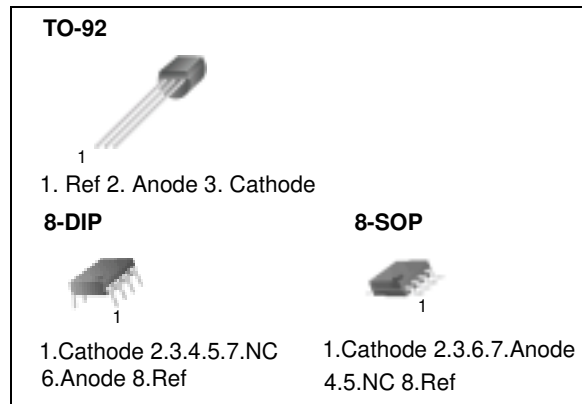 TO-92
1
1. Ref 2. Anode 3. Cathode
8-DIP
1
1.Cathode 2.3.4.5.7.NC
6.Anode 8.Ref
8-SOP
1
1.Cathode 2.3.6.7.Anode
4.5.NC 8.Ref